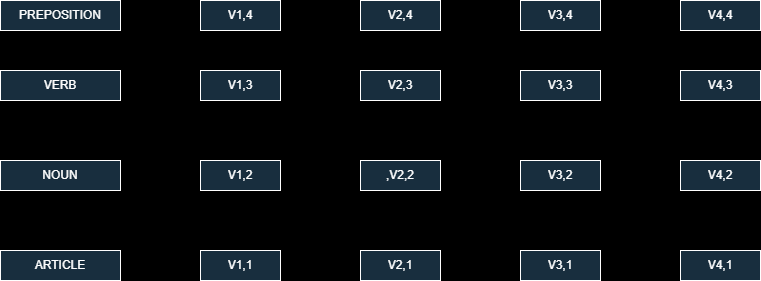 PREPOSITION V1,4 V2,4 V3,4 V4,4
VERB V1,3 V2,3 V3,3 V4,3
NOUN V1,2 ,V2,2 V3,2 V4,2
ARTICLE V1,1 V2,1 V3,1 V4,1